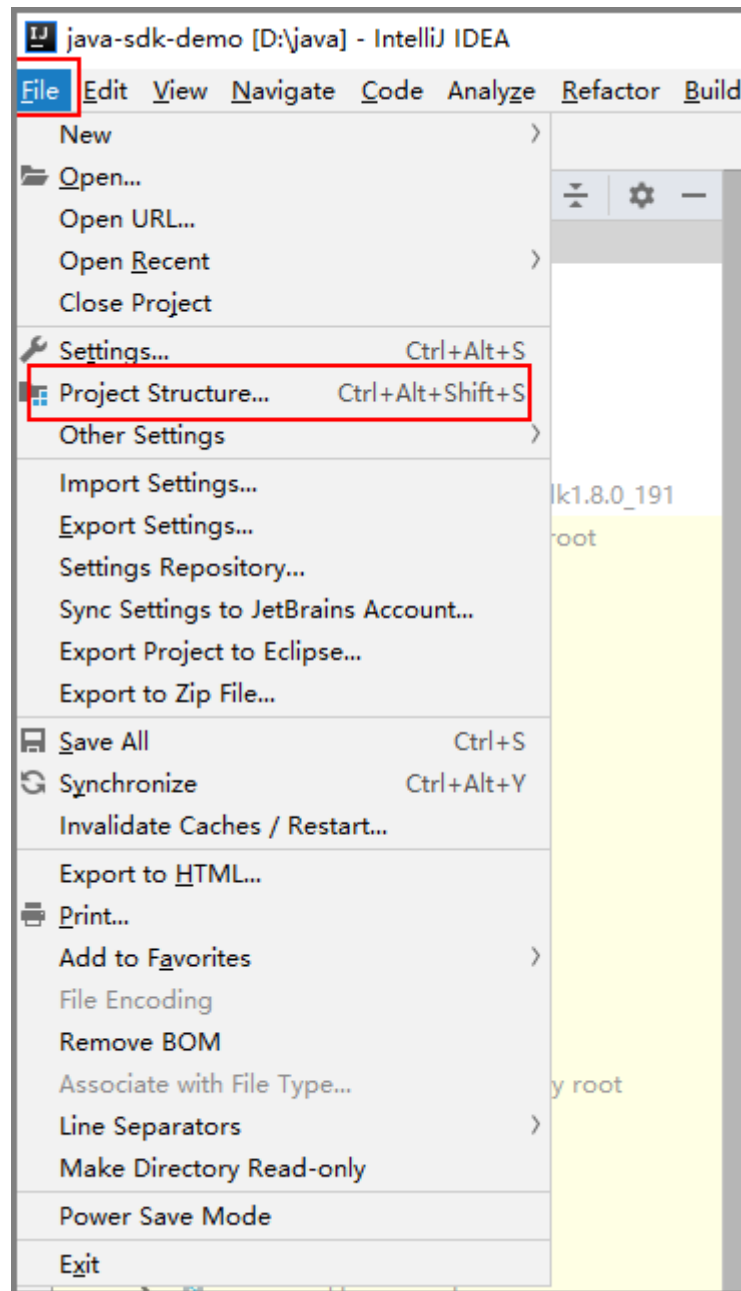 java-sdk-demo [D:\java] - IntelliJ IDEA
File Edit View Navigate Code Analyze Refactor Build
New
Open...
Open URL...
Open Recent
Close Project
Settings... Ctrl+Alt+S
Project Structure... Ctrl+Alt+Shift+S
Other Settings
Import Settings...
lk1.8.0_191
Export Settings...
root
Settings Repository...
Sync Settings to JetBrains Account...
Export Project to Eclipse...
Export to Zip File...
Save All Ctrl+S
Synchronize Ctrl+Alt+Y
Invalidate Caches / Restart...
Export to HTML...
Print...
Add to Favorites
File Encoding
Remove BOM
Associate with File Type...
y root
Line Separators
Make Directory Read-only
Power Save Mode
Exit